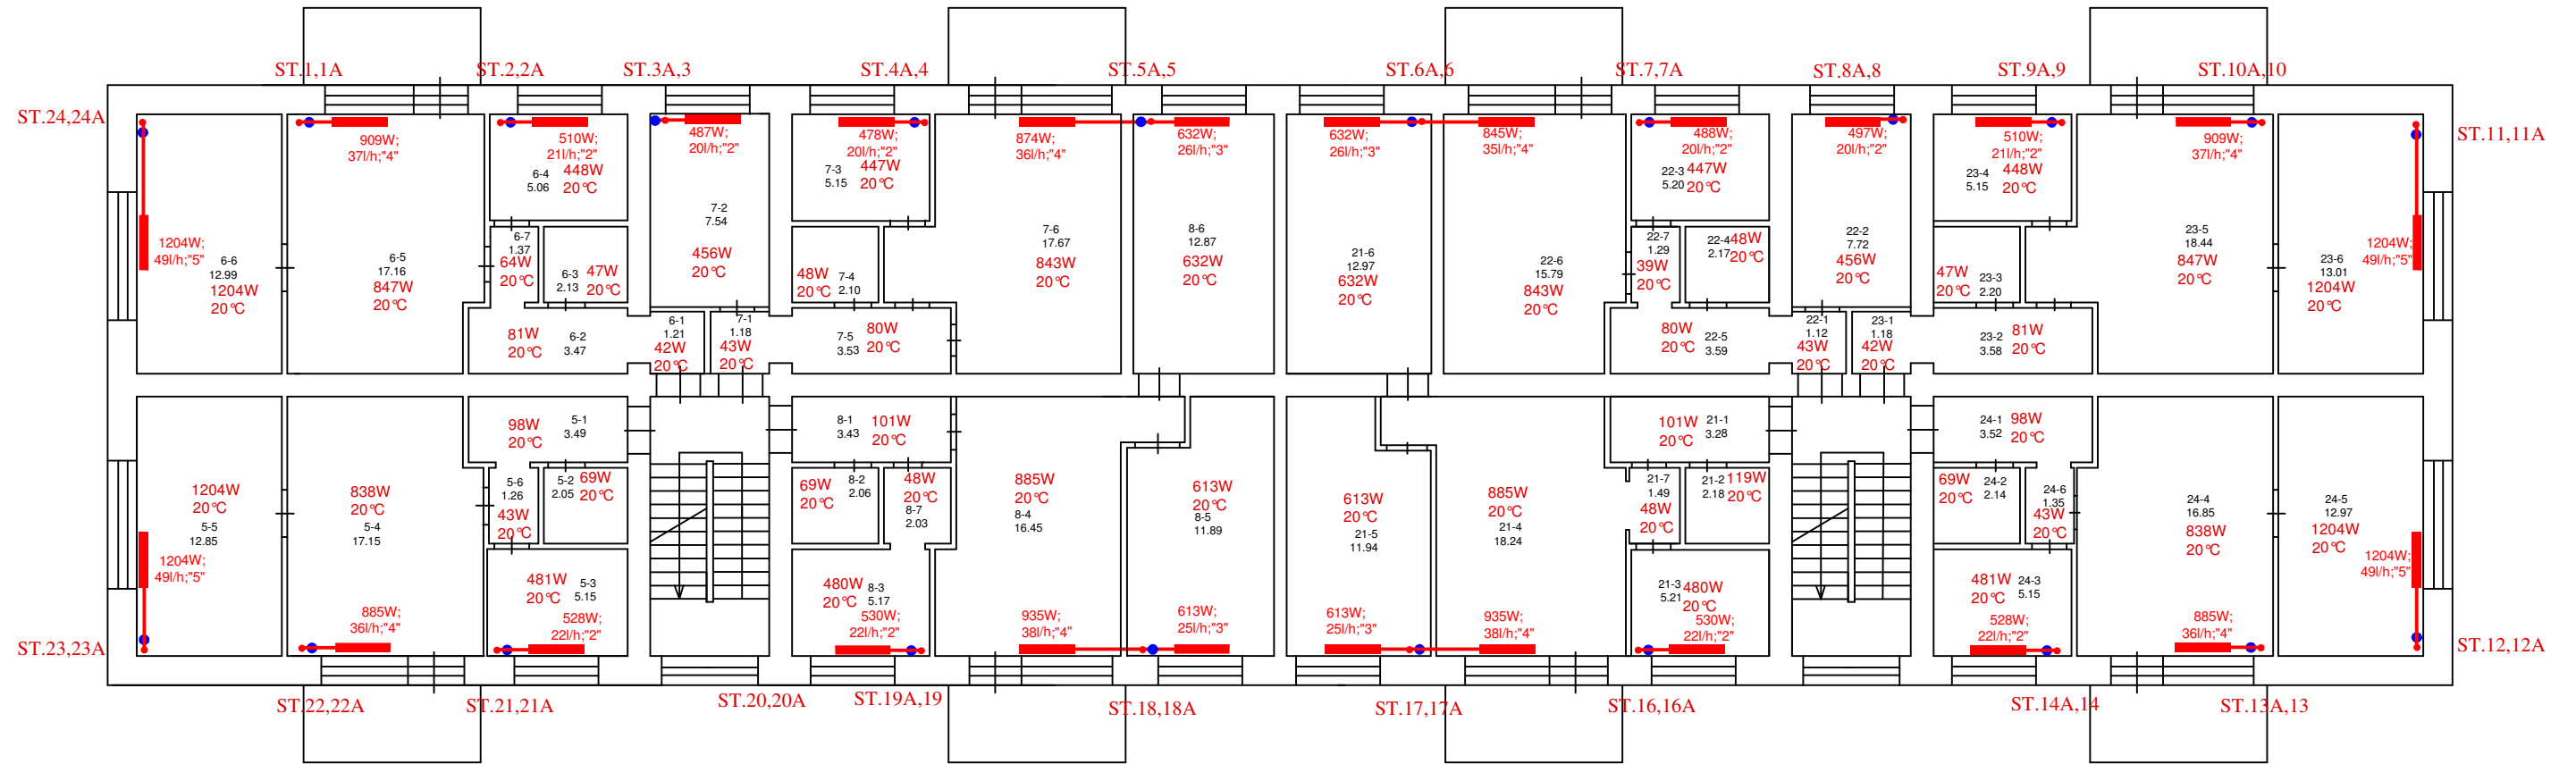 ST.1,1A
ST.2,2A
ST.3A,3
ST.4A,4
ST.5A,5
ST.6A,6
ST.7,7A
ST.8A,8
ST.9A,9
ST.10A,10
ST.24,24A
ST.11,11A
909W;
37l/h;"4"
510W;
21l/h;"2"
6-4
5.06
448W
20°C
487W;
20l/h;"2"
478W;
20l/h;"2"
7-3
5.15
447W
20°C
874W;
36l/h;"4"
632W;
26l/h;"3"
632W;
26l/h;"3"
845W;
35l/h;"4"
488W;
20l/h;"2"
22-3
5.20
447W
20°C
497W;
20l/h;"2"
510W;
21l/h;"2"
23-4
5.15
448W
20°C
909W;
37l/h;"4"
1204W;
49l/h;"5"
6-6
12.99
1204W
20°C
6-5
17.16
847W
20°C
6-7
1.37
64W
20°C
6-3
2.13
47W
20°C
7-2
7.54
456W
20°C
48W
20°C
7-4
2.10
7-6
17.67
843W
20°C
8-6
12.87
632W
20°C
21-6
12.97
632W
20°C
22-6
15.79
843W
20°C
22-7
1.29
39W
20°C
22-4
2.17
48W
20°C
22-2
7.72
456W
20°C
47W
20°C
23-3
2.20
23-5
18.44
847W
20°C
23-6
13.01
1204W
20°C
1204W;
49l/h;"5"
81W
20°C
6-2
3.47
6-1
1.21
42W
20°C
7-1
1.18
43W
20°C
7-5
3.53
80W
20°C
80W
20°C
22-5
3.59
22-1
1.12
43W
20°C
23-1
1.18
42W
20°C
23-2
3.58
81W
20°C
98W
20°C
5-1
3.49
8-1
3.43
101W
20°C
101W
20°C
21-1
3.28
24-1
3.52
98W
20°C
1204W
20°C
5-5
12.85
1204W;
49l/h;"5"
838W
20°C
5-4
17.15
5-6
1.26
43W
20°C
5-2
2.05
69W
20°C
69W
20°C
8-2
2.06
48W
20°C
8-7
2.03
885W
20°C
8-4
16.45
613W
20°C
8-5
11.89
613W
20°C
21-5
11.94
885W
20°C
21-4
18.24
21-7
1.49
48W
20°C
21-2
2.18
119W
20°C
69W
20°C
24-2
2.14
24-6
1.35
43W
20°C
24-4
16.85
838W
20°C
24-5
12.97
1204W
20°C
1204W;
49l/h;"5"
885W;
36l/h;"4"
481W
20°C
5-3
5.15
528W;
22l/h;"2"
480W
20°C
8-3
5.17
530W;
22l/h;"2"
935W;
38l/h;"4"
613W;
25l/h;"3"
613W;
25l/h;"3"
935W;
38l/h;"4"
21-3
5.21
480W
20°C
530W;
22l/h;"2"
481W
20°C
24-3
5.15
528W;
22l/h;"2"
885W;
36l/h;"4"
ST.23,23A
ST.12,12A
ST.22,22A
ST.21,21A
ST.20,20A
ST.19A,19
ST.18,18A
ST.17,17A
ST.16,16A
ST.14A,14
ST.13A,13